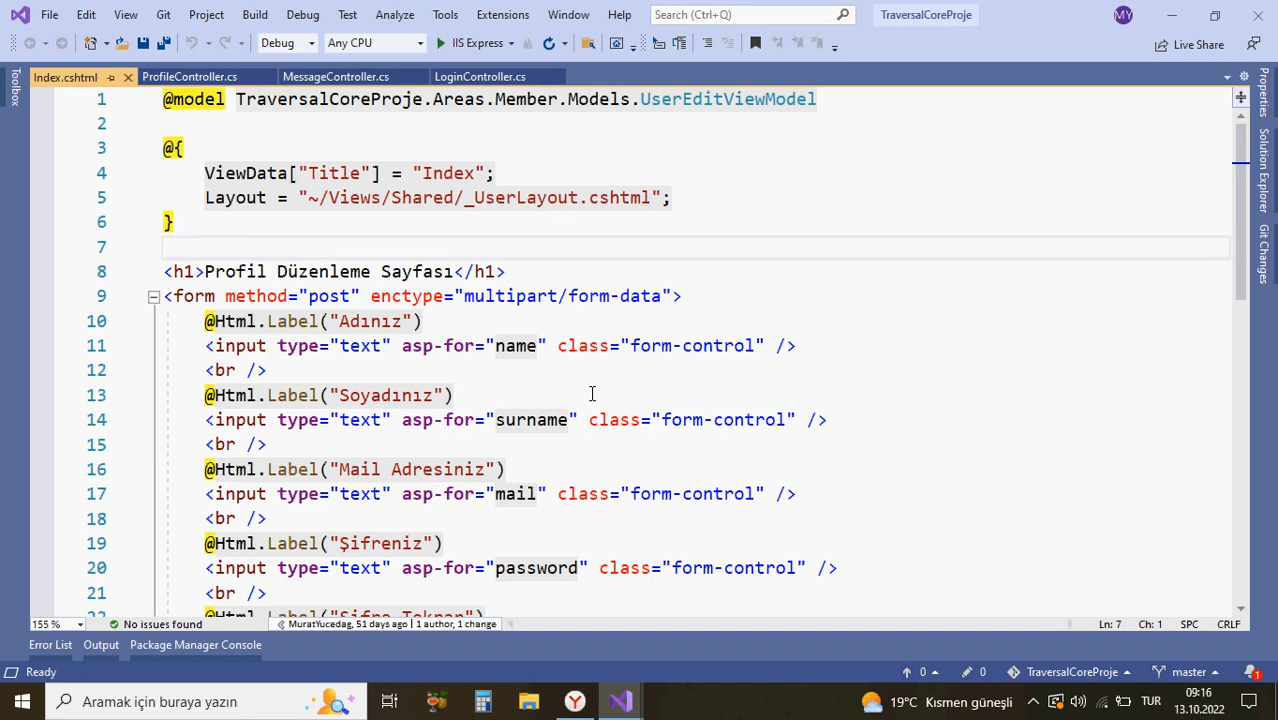 File Edit View Git Project Build Debug Test Analyze Tools Extensions Window Help Search (Ctrl+Q) TraversalCoreProje MY
Debug Any CPU IIS Express Live Share
Toolbox
Index.cshtml ProfileController.cs MessageController.cs LoginController.cs
1 @model TraversalCoreProje.Areas.Member.Models.UserEditViewModel
2
3 @{
4 ViewData["Title"] = "Index";
5 Layout = "~/Views/Shared/_UserLayout.cshtml";
6 }
7
8 <h1>Profil Düzenleme Sayfası</h1>
9 <form method="post" enctype="multipart/form-data">
10 @Html.Label("Adınız")
11 <input type="text" asp-for="name" class="form-control" />
12 <br />
13 @Html.Label("Soyadınız")
14 <input type="text" asp-for="surname" class="form-control" />
15 <br />
16 @Html.Label("Mail Adresiniz")
17 <input type="text" asp-for="mail" class="form-control" />
18 <br />
19 @Html.Label("Şifreniz")
20 <input type="text" asp-for="password" class="form-control" />
21 <br />
22 @Html.Label("Şifre Tekrar")
Properties
Solution Explorer
Git Changes
155 % No issues found MuratYucedag, 51 days ago | 1 author, 1 change Ln: 7 Ch: 1 SPC CRLF
Error List Output Package Manager Console
Ready 0 0 TraversalCoreProje master 1
Aramak için buraya yazın 19°C Kısmen güneşli TUR 09:16
13.10.2022